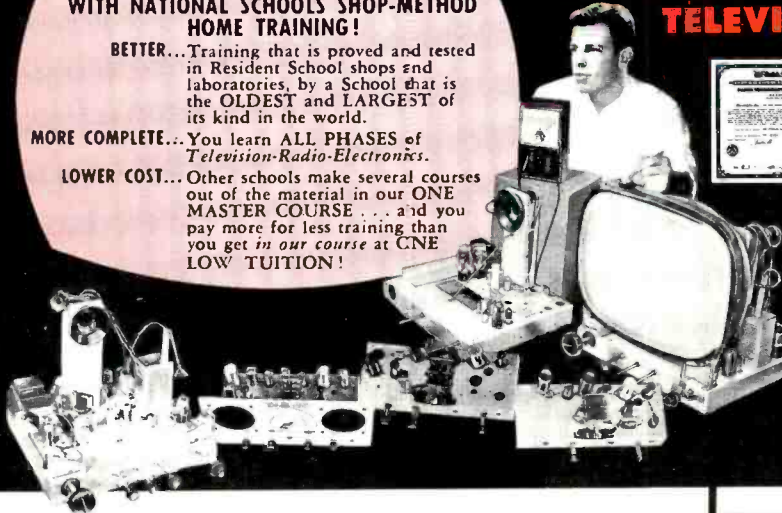 WITH NATIONAL SCHOOLS SHOP-METHOD
HOME TRAINING!
BETTER...Training that is proved and tested
in Resident School shops and
laboratories, by a School that is
the OLDEST and LARGEST of
its kind in the world.
MORE COMPLETE...You learn ALL PHASES of
Television-Radio-Electronics.
LOWER COST...Other schools make several courses
out of the material in our ONE
MASTER COURSE . . . and you
pay more for less training than
you get in our course at ONE
LOW TUITION!
TELEVI